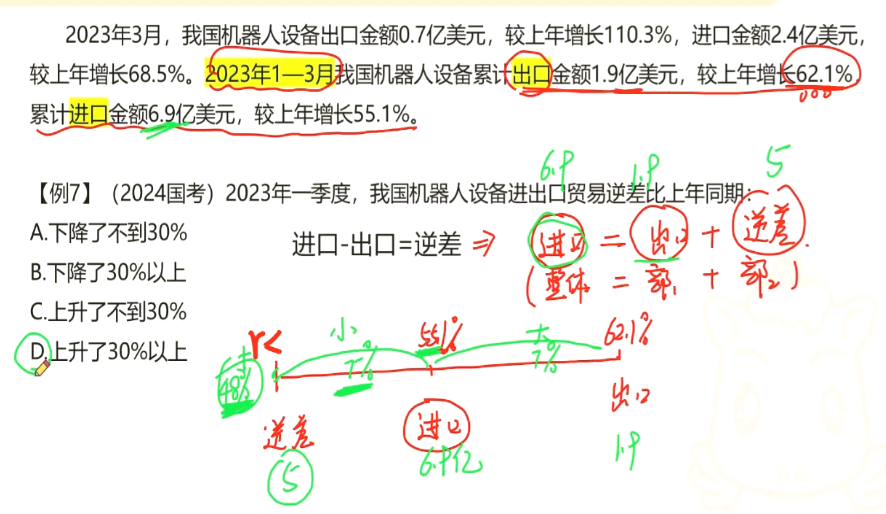 2023年3月，我国机器人设备出口金额0.7亿美元，较上年增长110.3%，进口金额2.4亿美元，
较上年增长68.5%。2023年1—3月我国机器人设备累计出口金额1.9亿美元，较上年增长62.1%，
累计进口金额6.9亿美元，较上年增长55.1%。
6.9 1.9 5
【例7】（2024国考）2023年一季度，我国机器人设备进出口贸易逆差比上年同期：
A.下降了不到30%
进口-出口=逆差 ⇒ 进口 = 出口 + 逆差.
B.下降了30%以上
(整体 = 部1 + 部2)
C.上升了不到30%
r< 小 55.1% 大 62.1%
D.上升了30%以上
48% 7% 7%
逆差 进口 出口
5 6.9亿 1.9